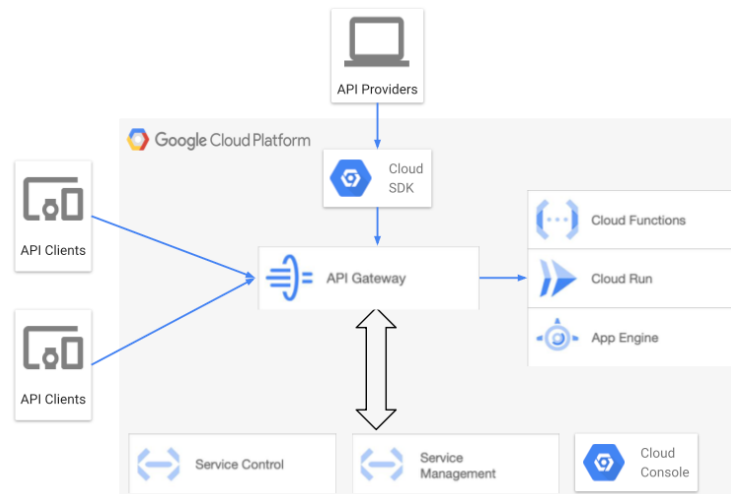 API Providers
Google Cloud Platform
Cloud
SDK
API Clients
Cloud Functions
API Gateway
Cloud Run
App Engine
API Clients
Service Control
Service
Management
Cloud
Console